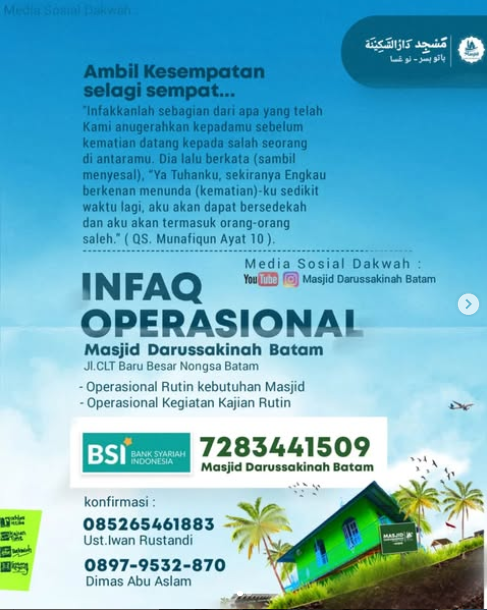 Media Sosial Dakwah :
مَسْجِد دَارُالسَّكِيْنَة
باتو بسر - نوغسا
Ambil Kesempatan
selagi sempat...
"Infakkanlah sebagian dari apa yang telah
Kami anugerahkan kepadamu sebelum
kematian datang kepada salah seorang
di antaramu. Dia lalu berkata (sambil
menyesal), "Ya Tuhanku, sekiranya Engkau
berkenan menunda (kematian)-ku sedikit
waktu lagi, aku akan dapat bersedekah
dan aku akan termasuk orang-orang
saleh." ( QS. Munafiqun Ayat 10 ).
Media Sosial Dakwah :
YouTube Masjid Darussakinah Batam
INFAQ
OPERASIONAL
Masjid Darussakinah Batam
Jl.CLT Baru Besar Nongsa Batam
- Operasional Rutin kebutuhan Masjid
- Operasional Kegiatan Kajian Rutin
BSI BANK SYARIAH
INDONESIA
7283441509
Masjid Darussakinah Batam
konfirmasi :
085265461883
Ust.Iwan Rustandi
0897-9532-870
Dimas Abu Aslam
MASJID